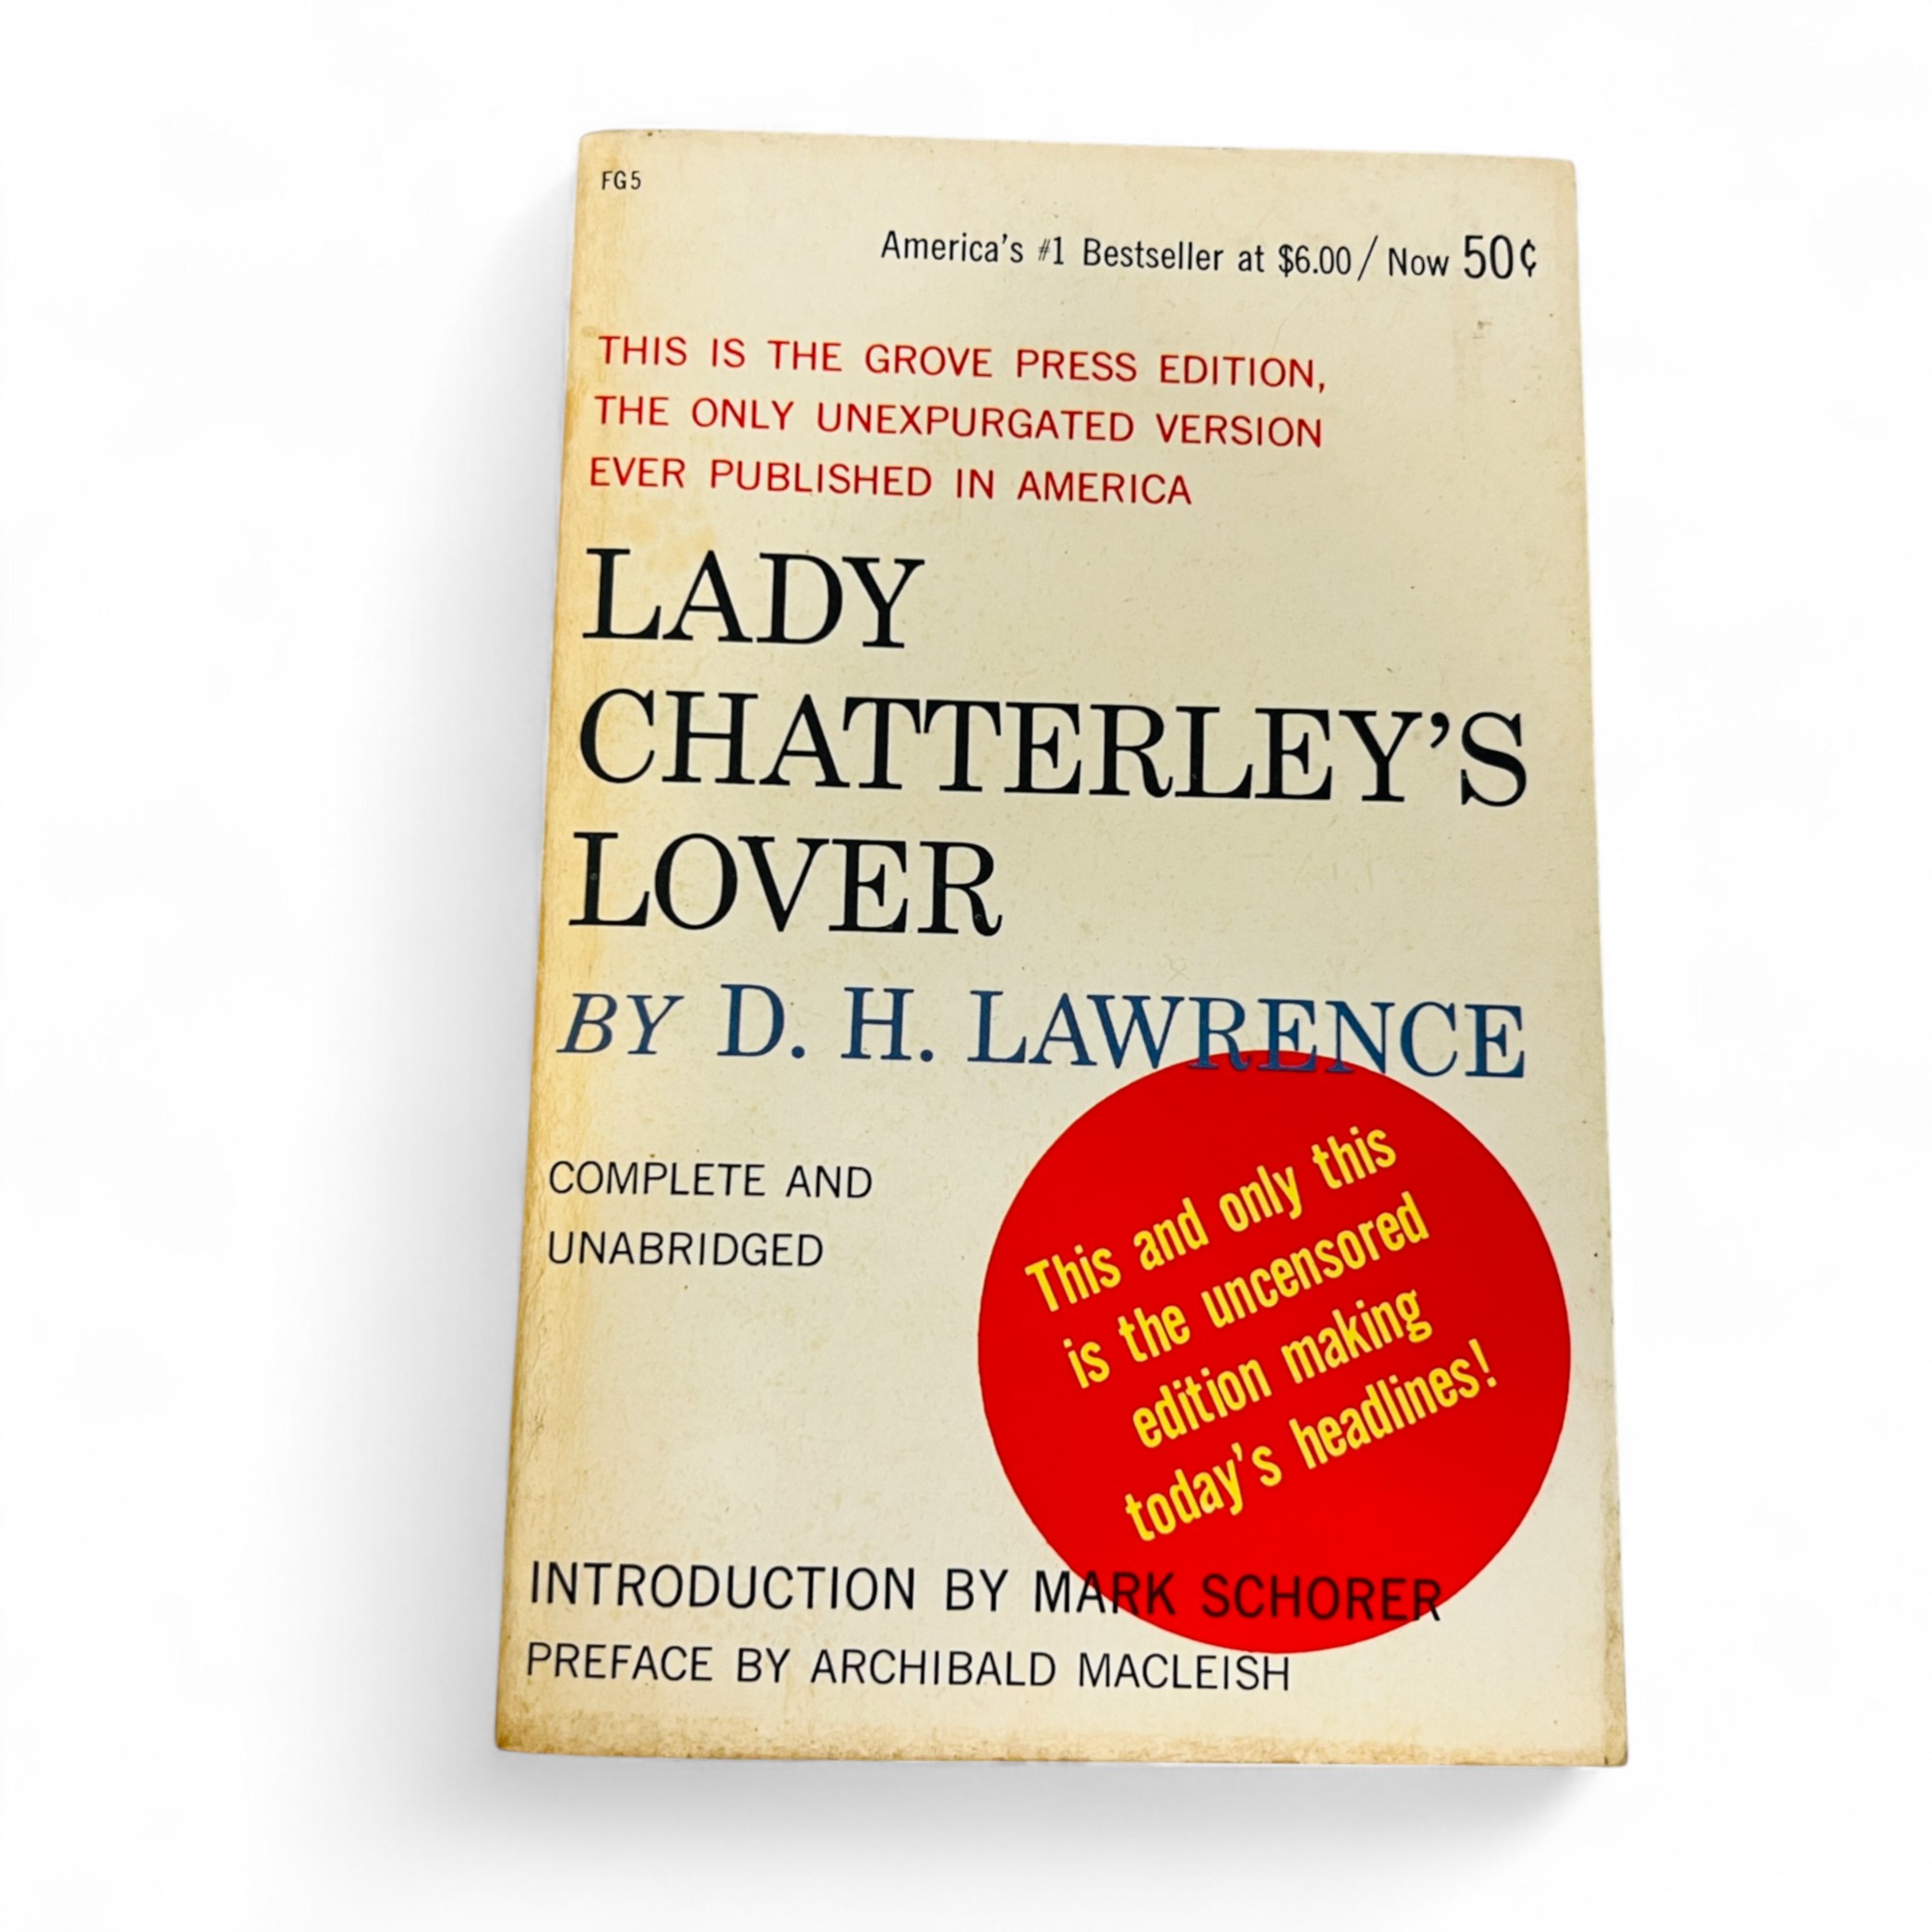 FG5
America's #1 Bestseller at $6.00 / Now 50¢
THIS IS THE GROVE PRESS EDITION,
THE ONLY UNEXPURGATED VERSION
EVER PUBLISHED IN AMERICA
LADY
CHATTERLEY'S
LOVER
BY D. H. LAWRENCE
COMPLETE AND
UNABRIDGED
This and only this
is the uncensored
edition making
today's headlines!
INTRODUCTION BY MARK SCHORER
PREFACE BY ARCHIBALD MACLEISH